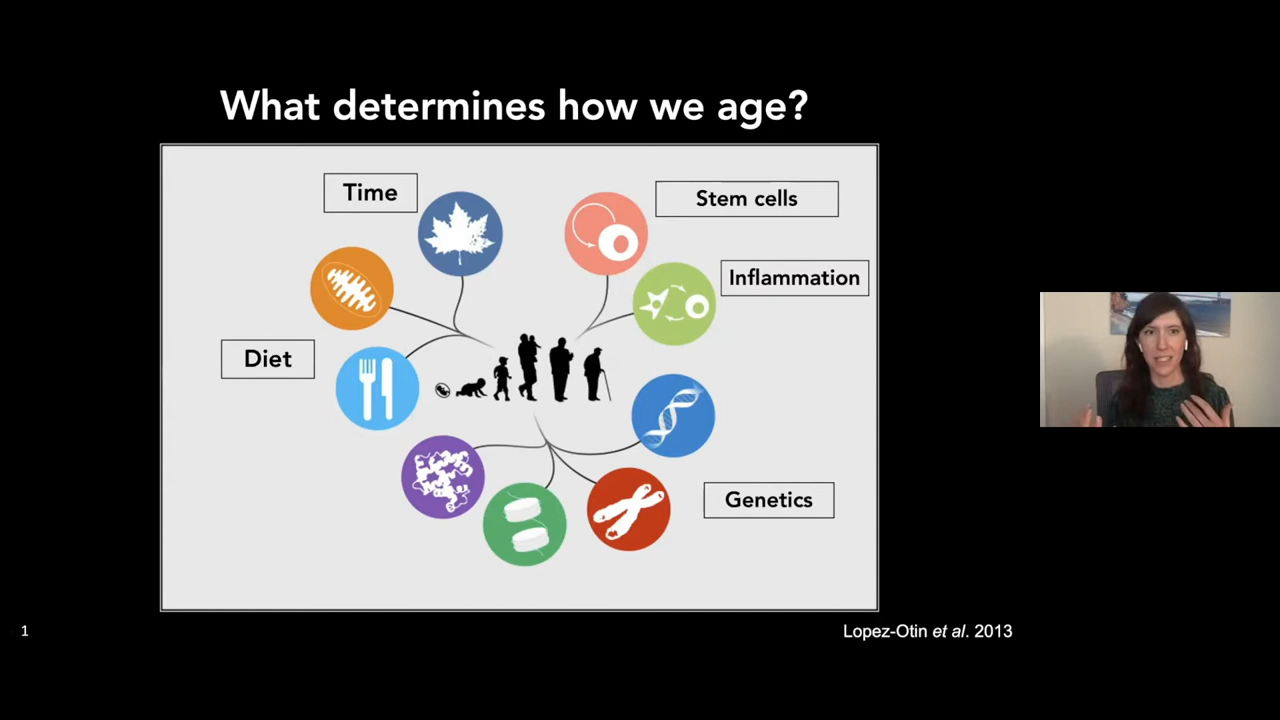 What determines how we age?
Time
Stem cells
Inflammation
Diet
Genetics
1
Lopez-Otin et al. 2013